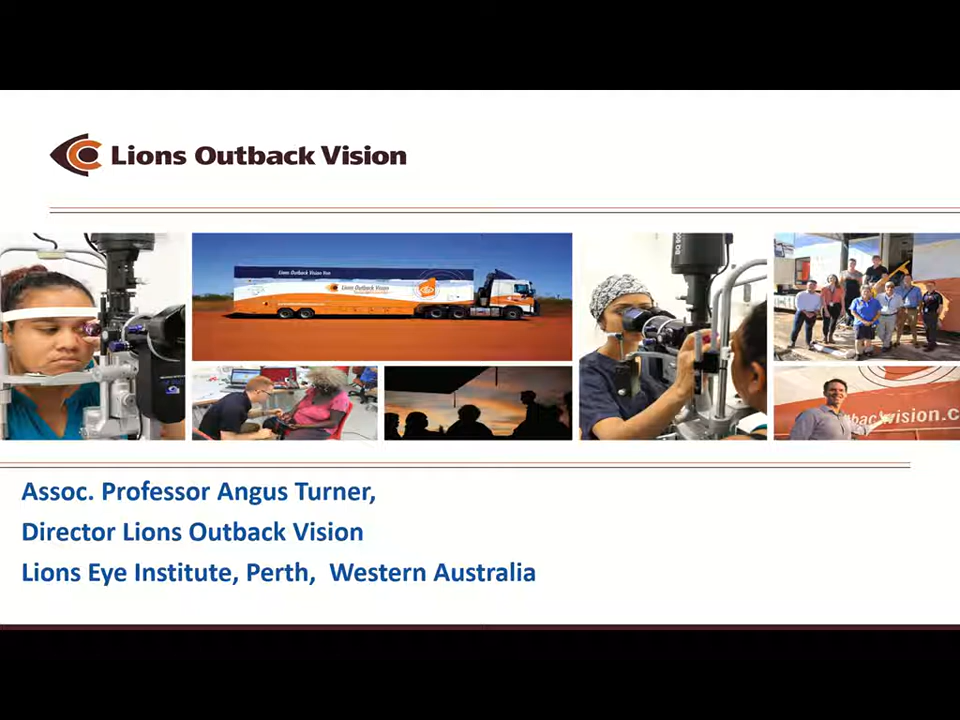 Lions Outback Vision
Lions Outback Vision Van
Lions Outback Vision
Assoc. Professor Angus Turner,
Director Lions Outback Vision
Lions Eye Institute, Perth,  Western Australia